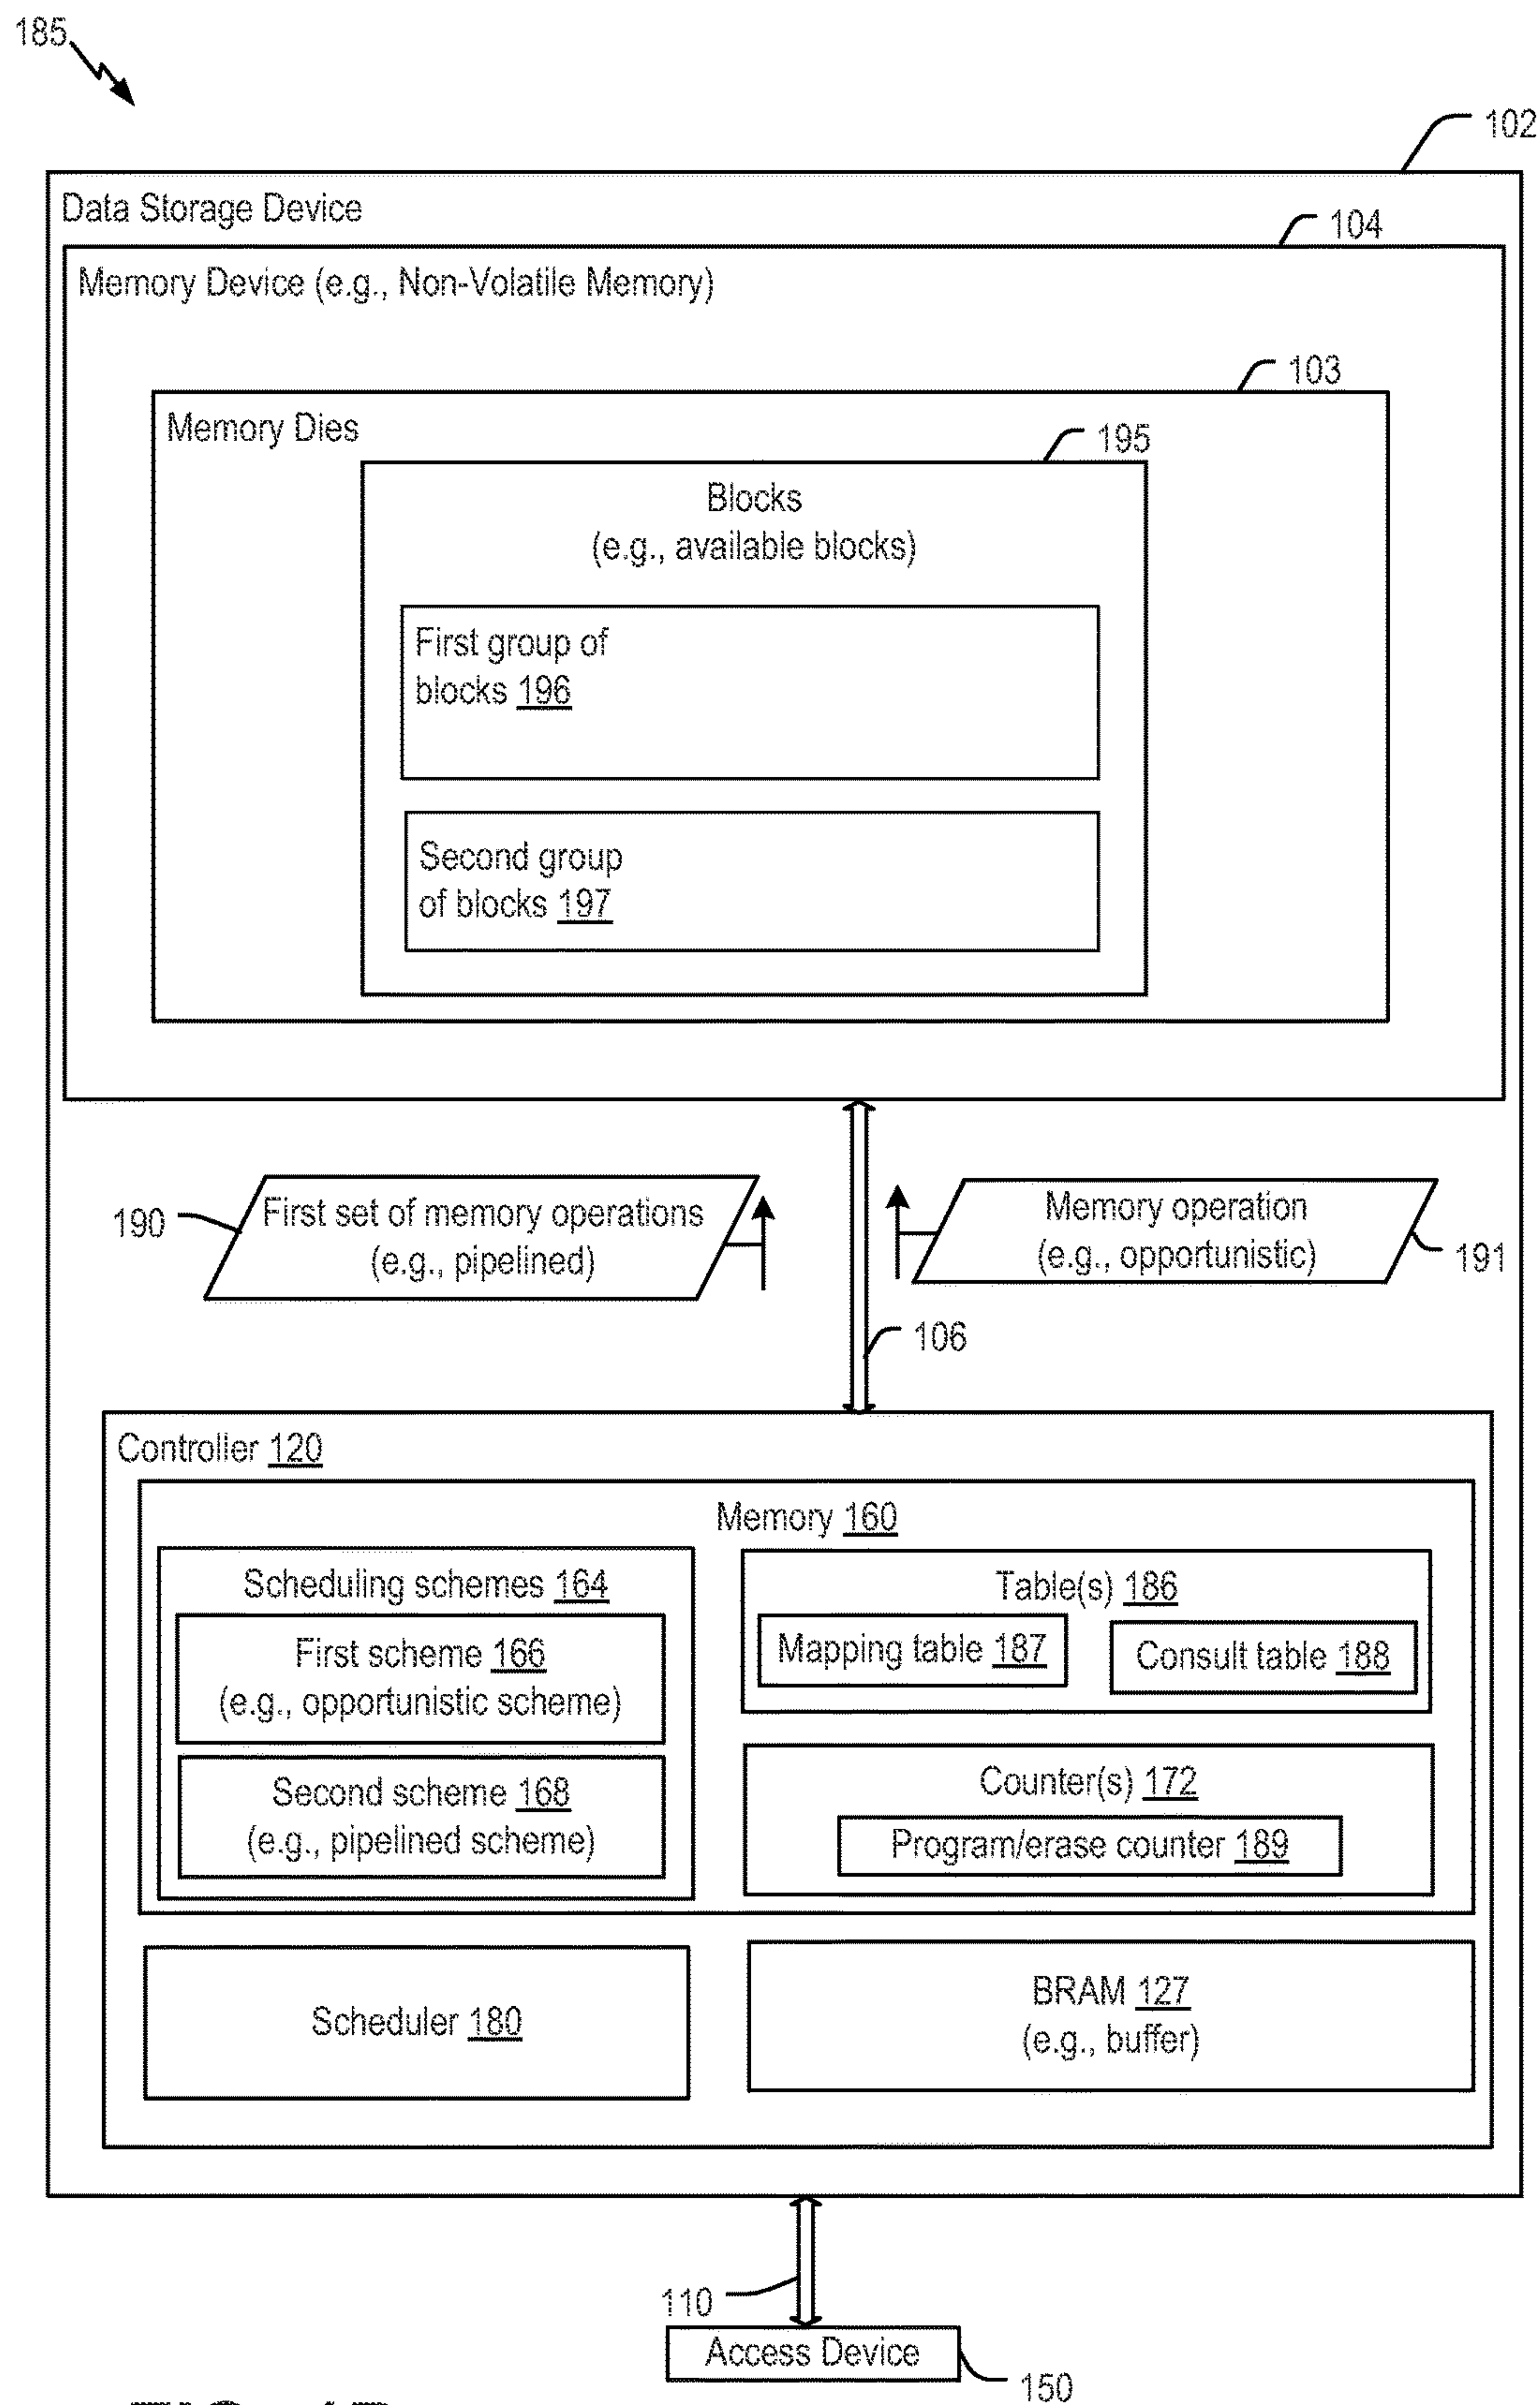 185
102
Data Storage Device
104
Memory Device (e.g., Non-Volatile Memory)
103
Memory Dies
195
Blocks
(e.g., available blocks)
First group of
blocks 196
Second group
of blocks 197
190
First set of memory operations
(e.g., pipelined)
Memory operation
(e.g., opportunistic)
191
106
Controller 120
Memory 160
Scheduling schemes 164
First scheme 166
(e.g., opportunistic scheme)
Second scheme 168
(e.g., pipelined scheme)
Table(s) 186
Mapping table 187
Consult table 188
Counter(s) 172
Program/erase counter 189
Scheduler 180
BRAM 127
(e.g., buffer)
110
Access Device
150